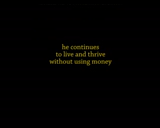 he continues
to live and thrive
without using money